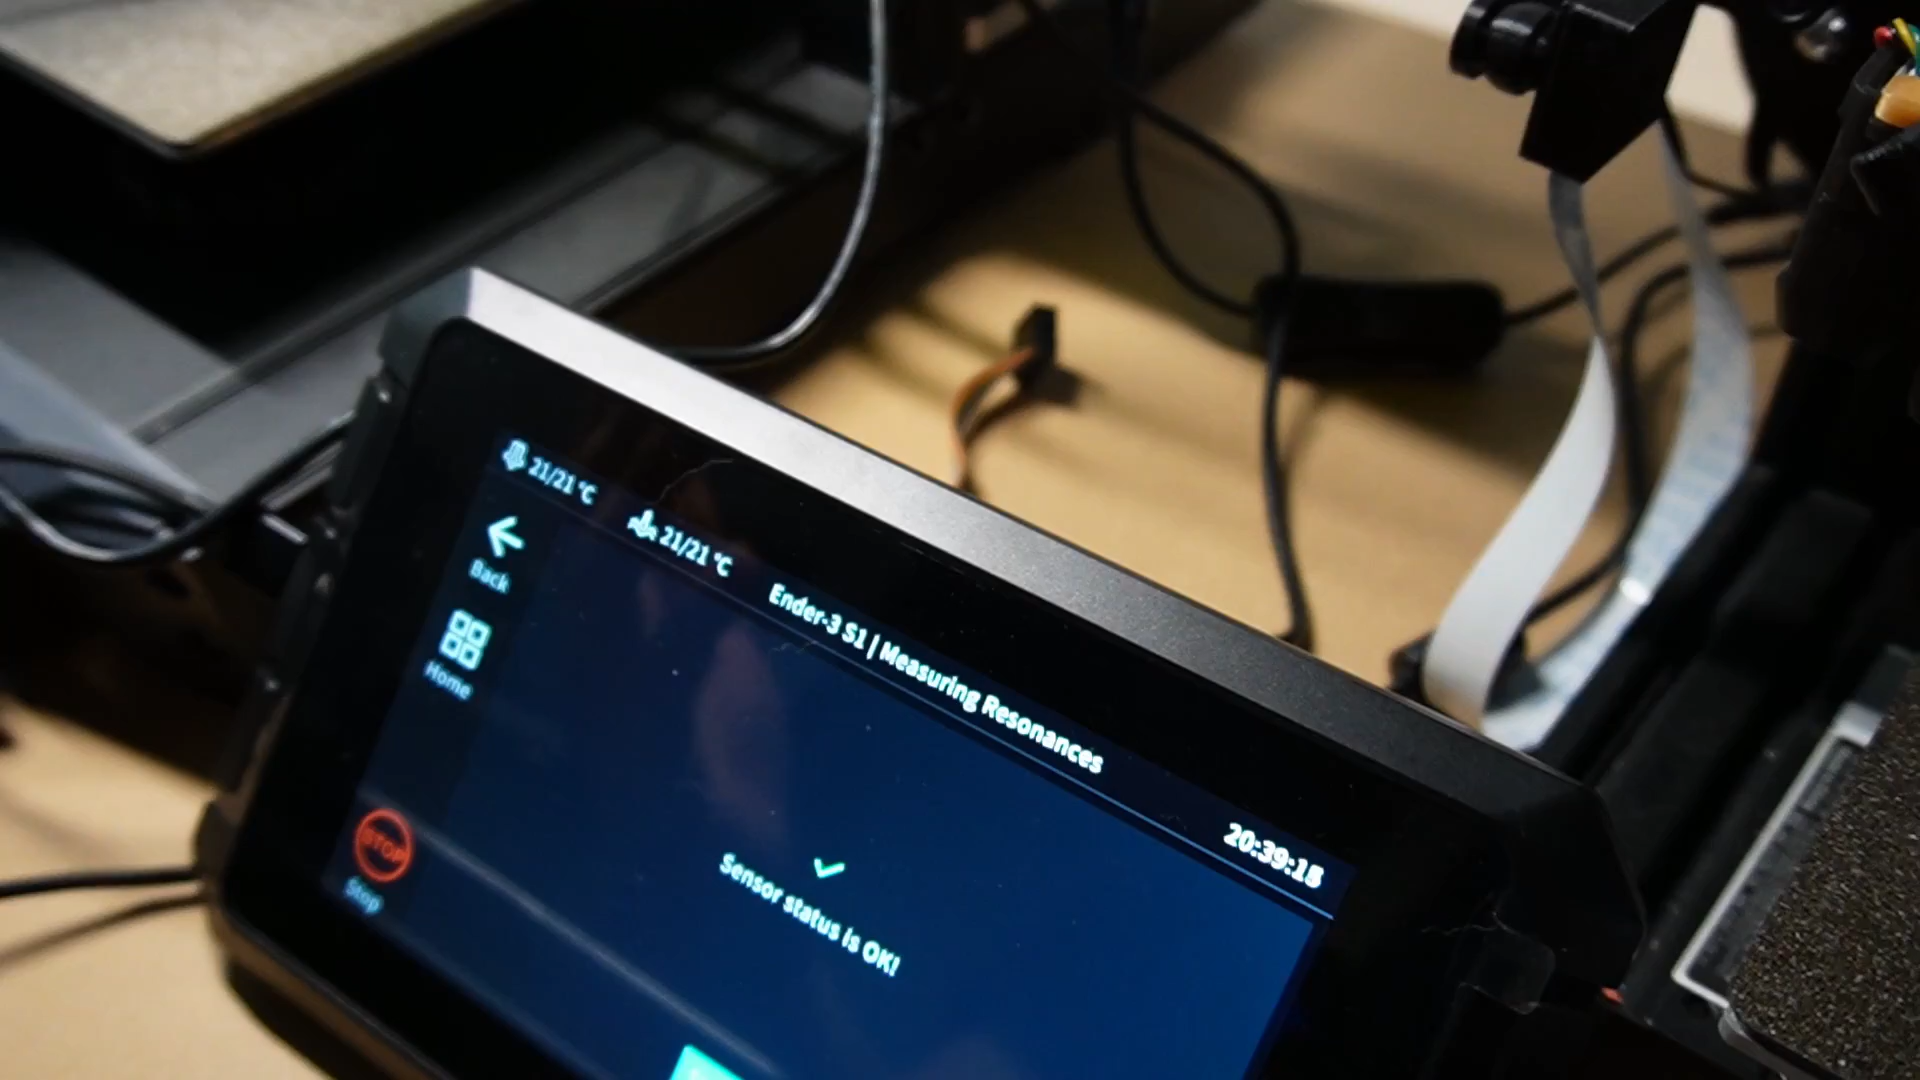 21/21 °C
21/21 °C
Ender-3 S1 | Measuring Resonances
20:39:15
Back
Home
STOP
Stop
Sensor status is OK!